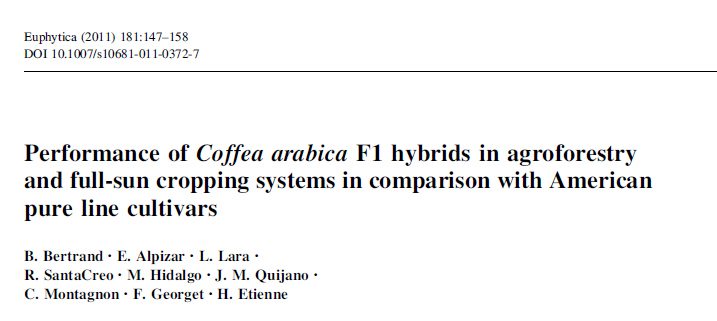 Euphytica (2011) 181:147–158
DOI 10.1007/s10681-011-0372-7
Performance of Coffea arabica F1 hybrids in agroforestry
and full-sun cropping systems in comparison with American
pure line cultivars
B. Bertrand · E. Alpizar · L. Lara ·
R. SantaCreo · M. Hidalgo · J. M. Quijano ·
C. Montagnon · F. Georget · H. Etienne